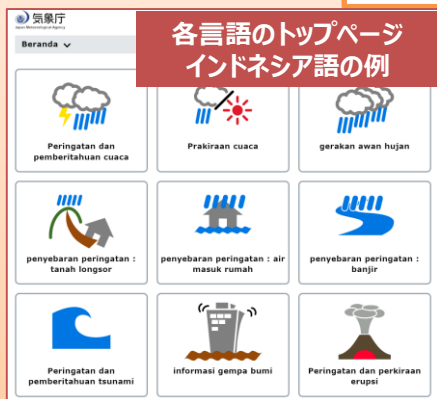 気象庁
Japan Meteorological Agency
各言語のトップページ
インドネシア語の例
Beranda
Peringatan dan
pemberitahuan cuaca
Prakiraan cuaca
gerakan awan hujan
penyebaran peringatan :
tanah longsor
penyebaran peringatan : air
masuk rumah
penyebaran peringatan :
banjir
Peringatan dan
pemberitahuan tsunami
informasi gempa bumi
Peringatan dan perkiraan
erupsi